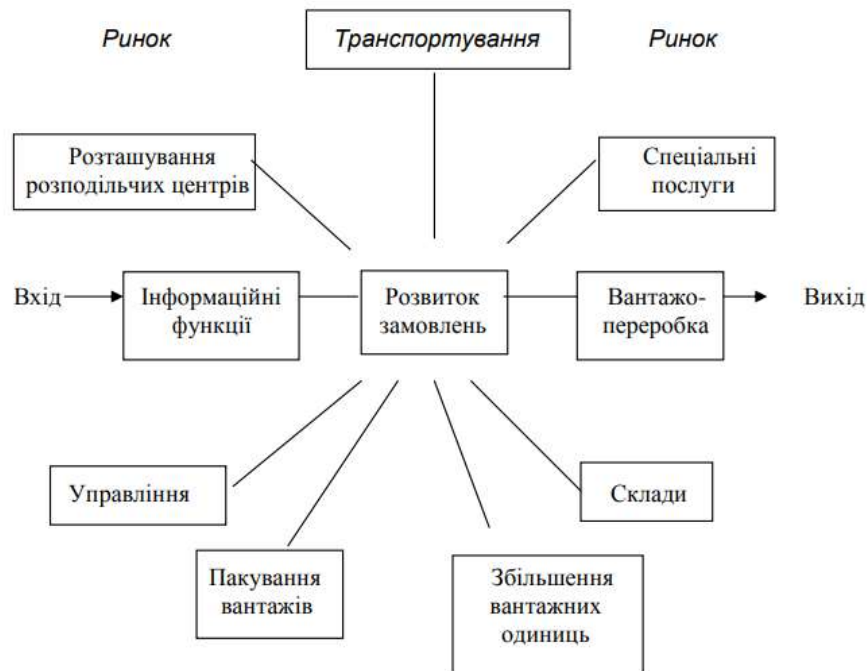 Ринок
Транспортування
Ринок
Розташування
розподільчих центрів
Спеціальні
послуги
Вхід
Інформаційні
функції
Розвиток
замовлень
Вантажо-
переробка
Вихід
Управління
Склади
Пакування
вантажів
Збільшення
вантажних
одиниць